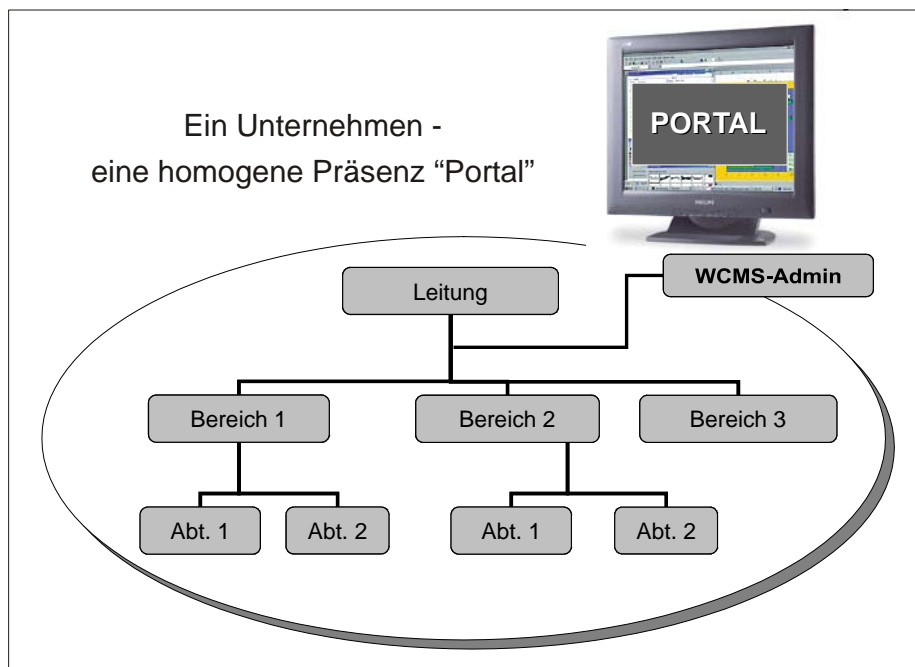 Ein Unternehmen -
eine homogene Präsenz “Portal”
PORTAL
PHILIPS
WCMS-Admin
Leitung
Bereich 1
Bereich 2
Bereich 3
Abt. 1
Abt. 2
Abt. 1
Abt. 2